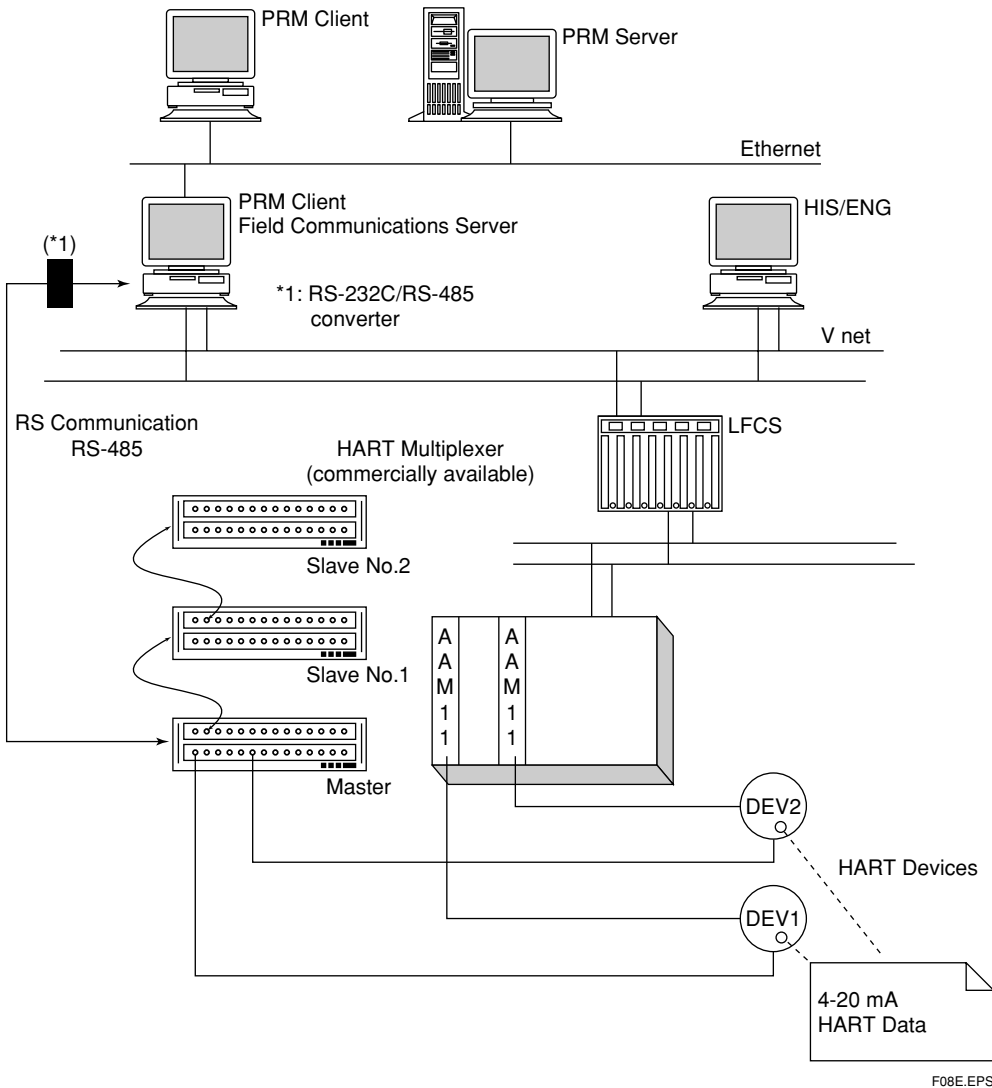 PRM Client
PRM Server
Ethernet
PRM Client
Field Communications Server
HIS/ENG
(*1)
*1: RS-232C/RS-485
converter
V net
RS Communication
RS-485
HART Multiplexer
(commercially available)
LFCS
Slave No.2
Slave No.1
Master
A
A
M
1
1
A
A
M
1
1
DEV2
HART Devices
DEV1
4-20 mA
HART Data
F08E.EPS